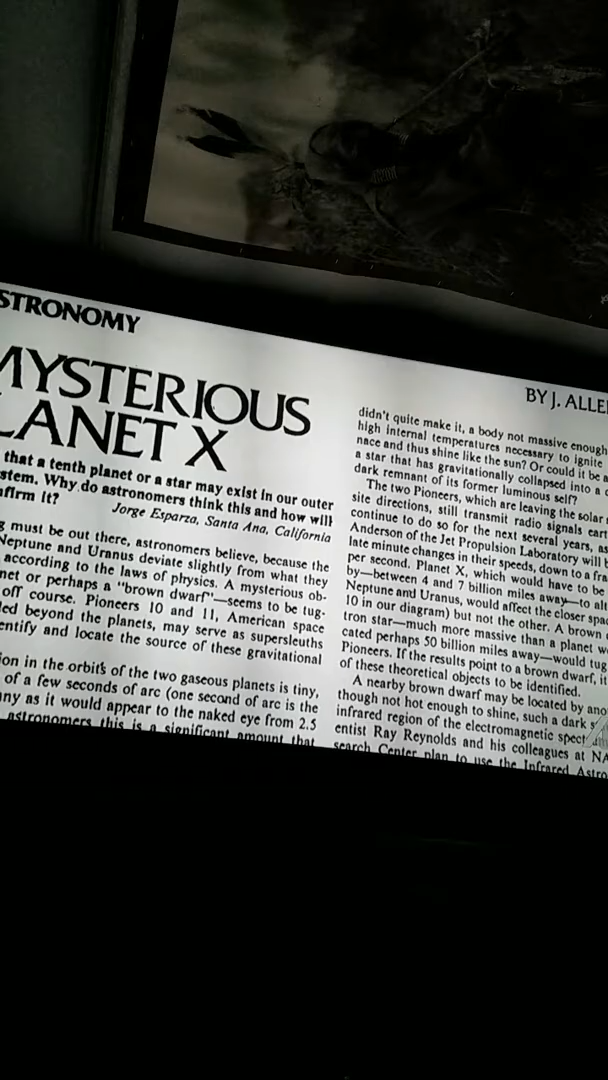 STRONOMY
MYSTERIOUS
LANET X
that a tenth planet or a star may exist in our outer
stem. Why do astronomers think this and how will
nfirm it?
Jorge Esparza, Santa Ana, California
g must be out there, astronomers believe, because the
Neptune and Uranus deviate slightly from what they
according to the laws of physics. A mysterious ob-
net or perhaps a "brown dwarf"—seems to be tug-
off course. Pioneers 10 and 11, American space
led beyond the planets, may serve as supersleuths
entify and locate the source of these gravitational
ion in the orbits of the two gaseous planets is tiny,
of a few seconds of arc (one second of arc is the
ny as it would appear to the naked eye from 2.5
astronomers this is a significant amount that
BY J. ALLE
didn't quite make it, a body not massive enough
high internal temperatures necessary to ignite
nace and thus shine like the sun? Or could it be a
a star that has gravitationally collapsed into a
dark remnant of its former luminous self?
The two Pioneers, which are leaving the solar
site directions, still transmit radio signals eart
continue to do so for the next several years, as
Anderson of the Jet Propulsion Laboratory will b
late minute changes in their speeds, down to a fra
per second. Planet X, which would have to be
by—between 4 and 7 billion miles away—to al
Neptune and Uranus, would affect the closer spac
10 in our diagram) but not the other. A brown
tron star—much more massive than a planet w
cated perhaps 50 billion miles away—would tug
Pioneers. If the results point to a brown dwarf, it
of these theoretical objects to be identified.
A nearby brown dwarf may be located by ano
though not hot enough to shine, such a dark s
infrared region of the electromagnetic spect
entist Ray Reynolds and his colleagues at NA
search Center plan to use the Infrared Astro